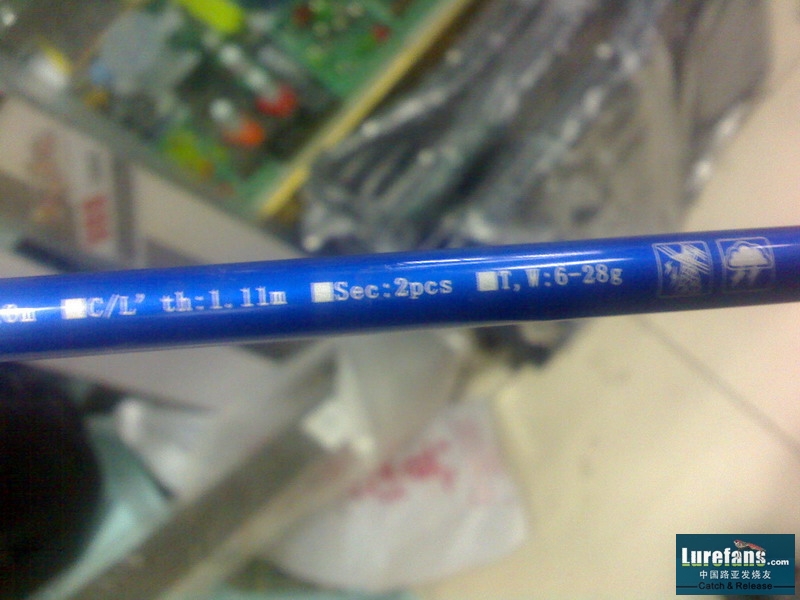 ■C/L’ th:1.11m ■Sec:2pcs ■T,W:6-28g
Lurefans.com
中国路亚发烧友
Catch & Release